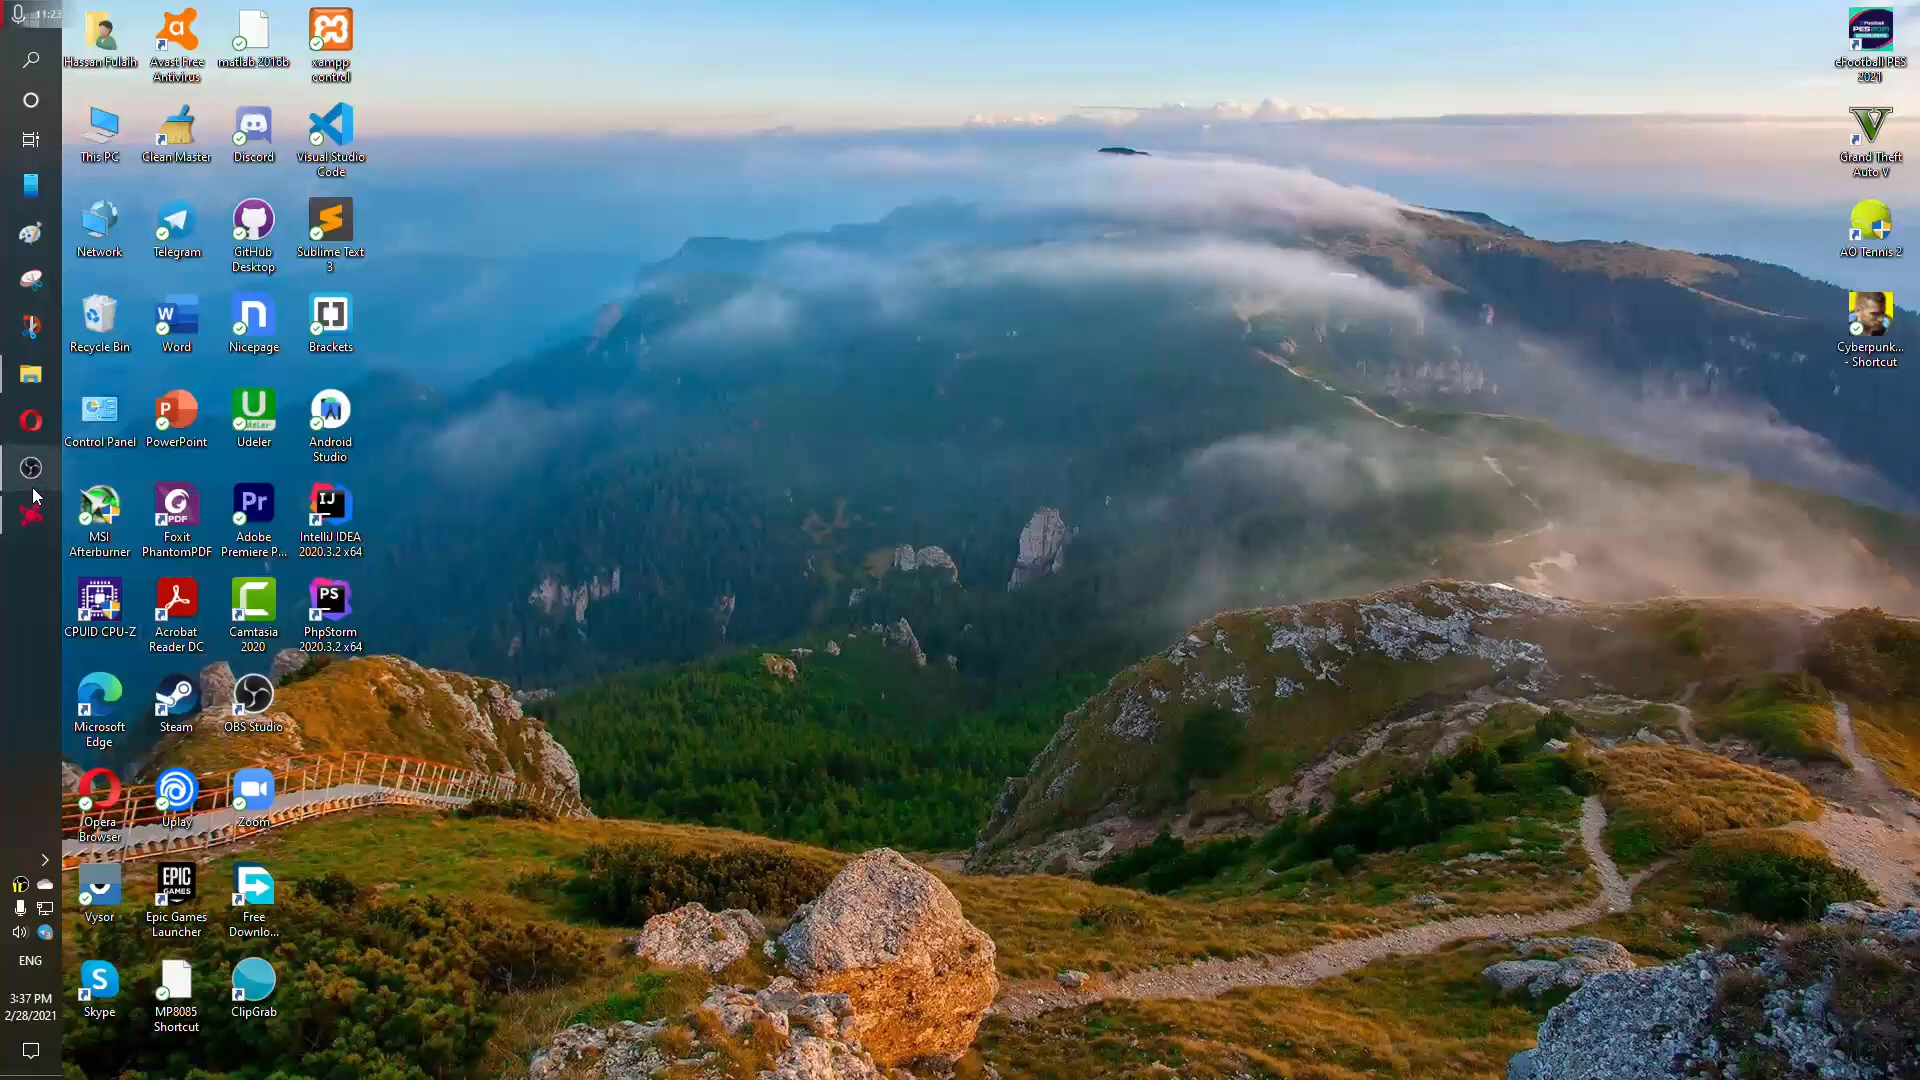 11:23
Hassan Fulaih
Avast Free
Antivirus
matlab 2016b
xampp
control
This PC
Clean Master
Discord
Visual Studio
Code
Network
Telegram
GitHub
Desktop
Sublime Text
3
Recycle Bin
Word
Nicepage
Brackets
Control Panel
PowerPoint
Udeler
Android
Studio
MSI
Afterburner
Foxit
PhantomPDF
Adobe
Premiere P...
IntelliJ IDEA
2020.3.2 x64
CPUID CPU-Z
Acrobat
Reader DC
Camtasia
2020
PhpStorm
2020.3.2 x64
Microsoft
Edge
Steam
OBS Studio
Opera
Browser
Uplay
Zoom
Vysor
Epic Games
Launcher
Free
Downlo...
Skype
MP8085
Shortcut
ClipGrab
eFootball PES
2021
Grand Theft
Auto V
AO Tennis 2
Cyberpunk...
- Shortcut
ENG
3:37 PM
2/28/2021